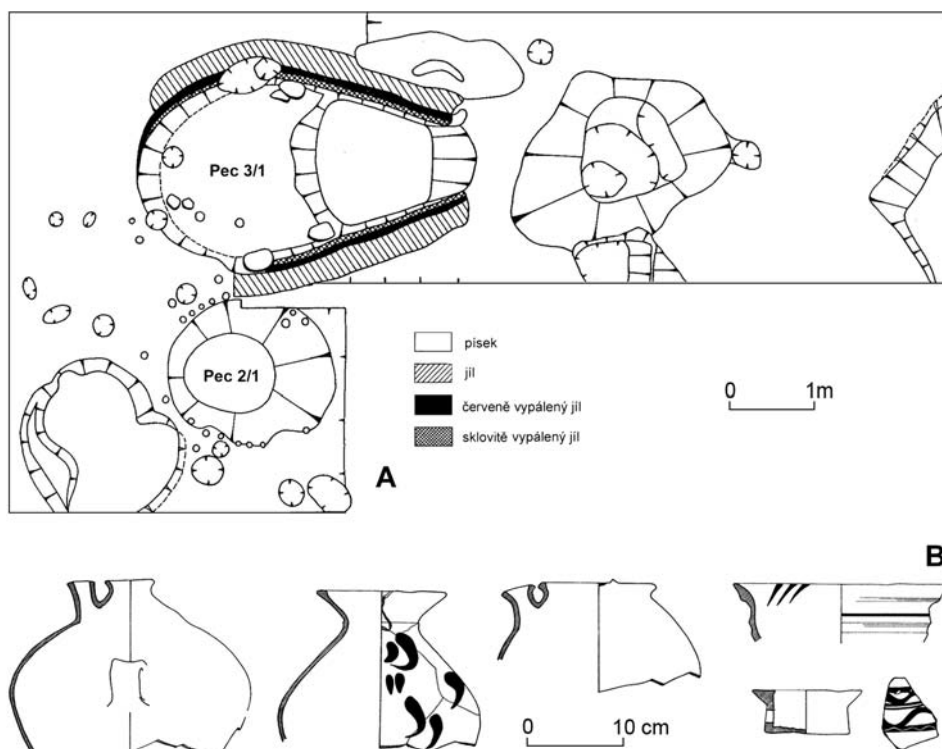 Pec 3/1
Pec 2/1
písek
jíl
červeně vypálený jíl
sklovitě vypálený jíl
0 1m
A
B
0 10 cm